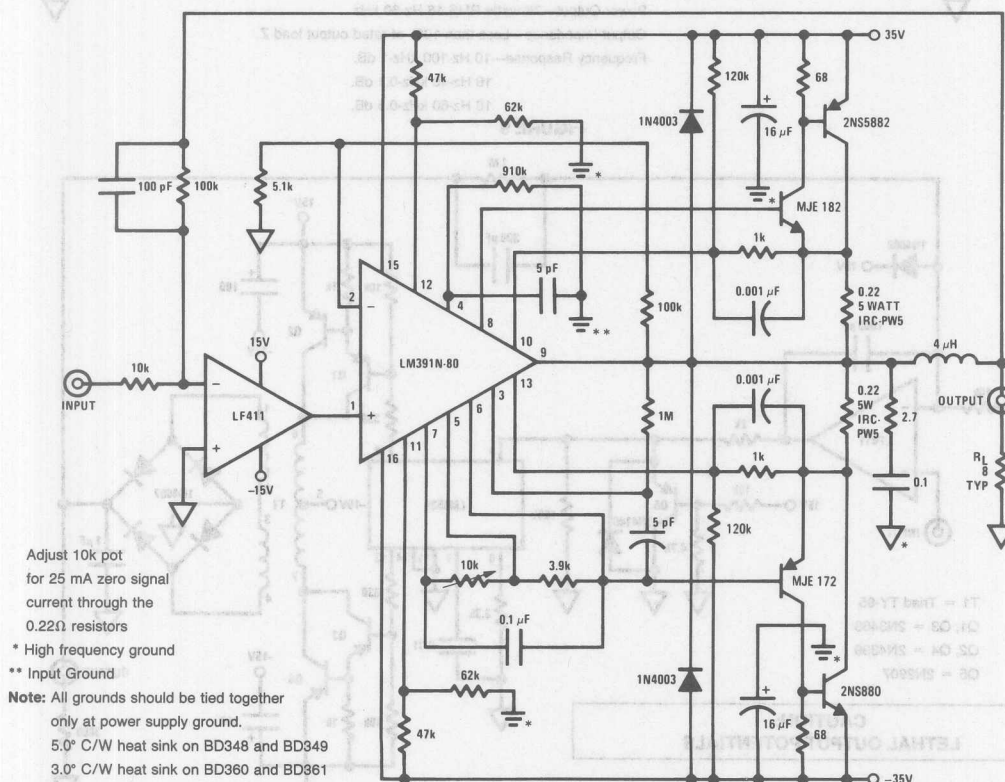 35V
47k
62k
*
120k
68
1N4003
+
16 μF
2NS5882
*
100 pF
100k
5.1k
910k
MJE 182
15
12
4
5 pF
**
1k
2
−
8
10
100k
0.001 μF
0.22
5 WATT
IRC-PW5
LM391N-80
9
4 μH
10k
INPUT
15V
−
LF411
+
−15V
1
+
13
3
6
5
7
11
16
0.001 μF
1M
1k
0.22
5W
IRC-
PW5
2.7
OUTPUT
RL
8
TYP
0.1
*
5 pF
120k
10k
3.9k
MJE 172
0.1 μF
62k
*
47k
1N4003
+
16 μF
*
2NS880
68
−35V
Adjust 10k pot
for 25 mA zero signal
current through the
0.22Ω resistors
* High frequency ground
** Input Ground
Note: All grounds should be tied together
only at power supply ground.
5.0° C/W heat sink on BD348 and BD349
3.0° C/W heat sink on BD360 and BD361